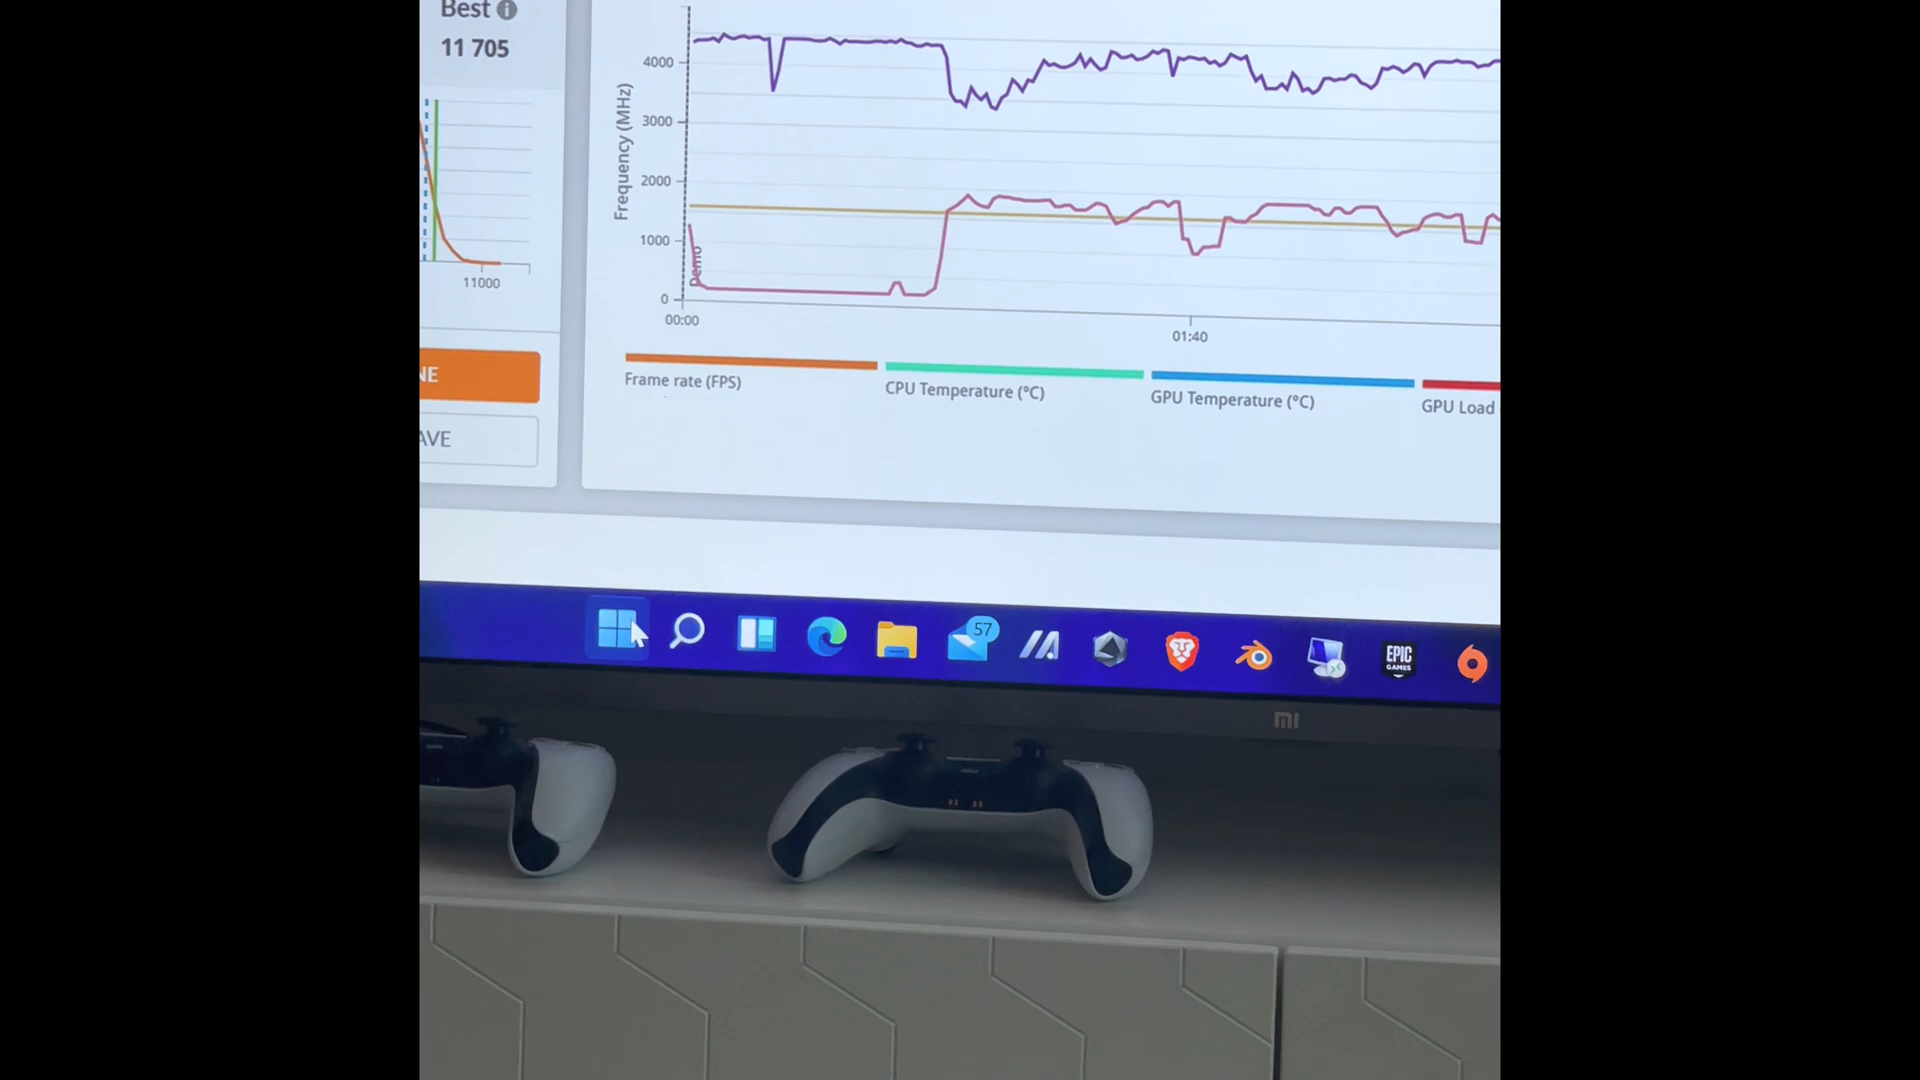 Best
11 705
11000
NE
AVE
Frequency (MHz)
4000
3000
2000
1000
0
Demo
00:00
01:40
Frame rate (FPS)
CPU Temperature (°C)
GPU Temperature (°C)
GPU Load
57
EPIC
GAMES
mi